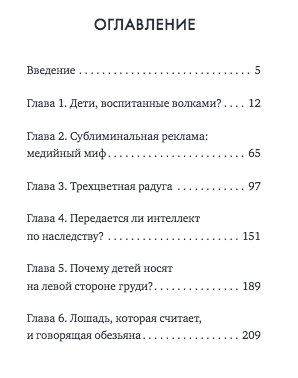 ОГЛАВЛЕНИЕ
Введение . . . . . . . . . . . . . . . . . . . . . . . . . . . . . 5
Глава 1. Дети, воспитанные волками? . . . . 12
Глава 2. Сублиминальная реклама:
медийный миф . . . . . . . . . . . . . . . . . . . . . . 65
Глава 3. Трехцветная радуга . . . . . . . . . . . . 97
Глава 4. Передается ли интеллект
по наследству? . . . . . . . . . . . . . . . . . . . . . . 151
Глава 5. Почему детей носят
на левой стороне груди? . . . . . . . . . . . . . . 189
Глава 6. Лошадь, которая считает,
и говорящая обезьяна . . . . . . . . . . . . . . . . 209